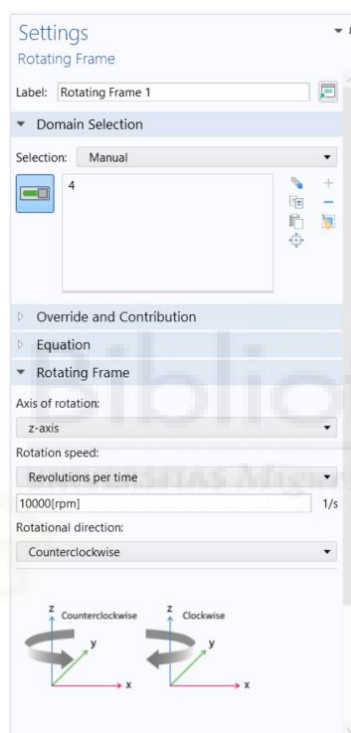 Settings
Rotating Frame
Label: Rotating Frame 1
Domain Selection
Selection: Manual
4
Override and Contribution
Equation
Rotating Frame
Axis of rotation:
z-axis
Rotation speed:
Revolutions per time
10000[rpm] 1/s
Rotational direction:
Counterclockwise
z Counterclockwise z Clockwise
y y
x x